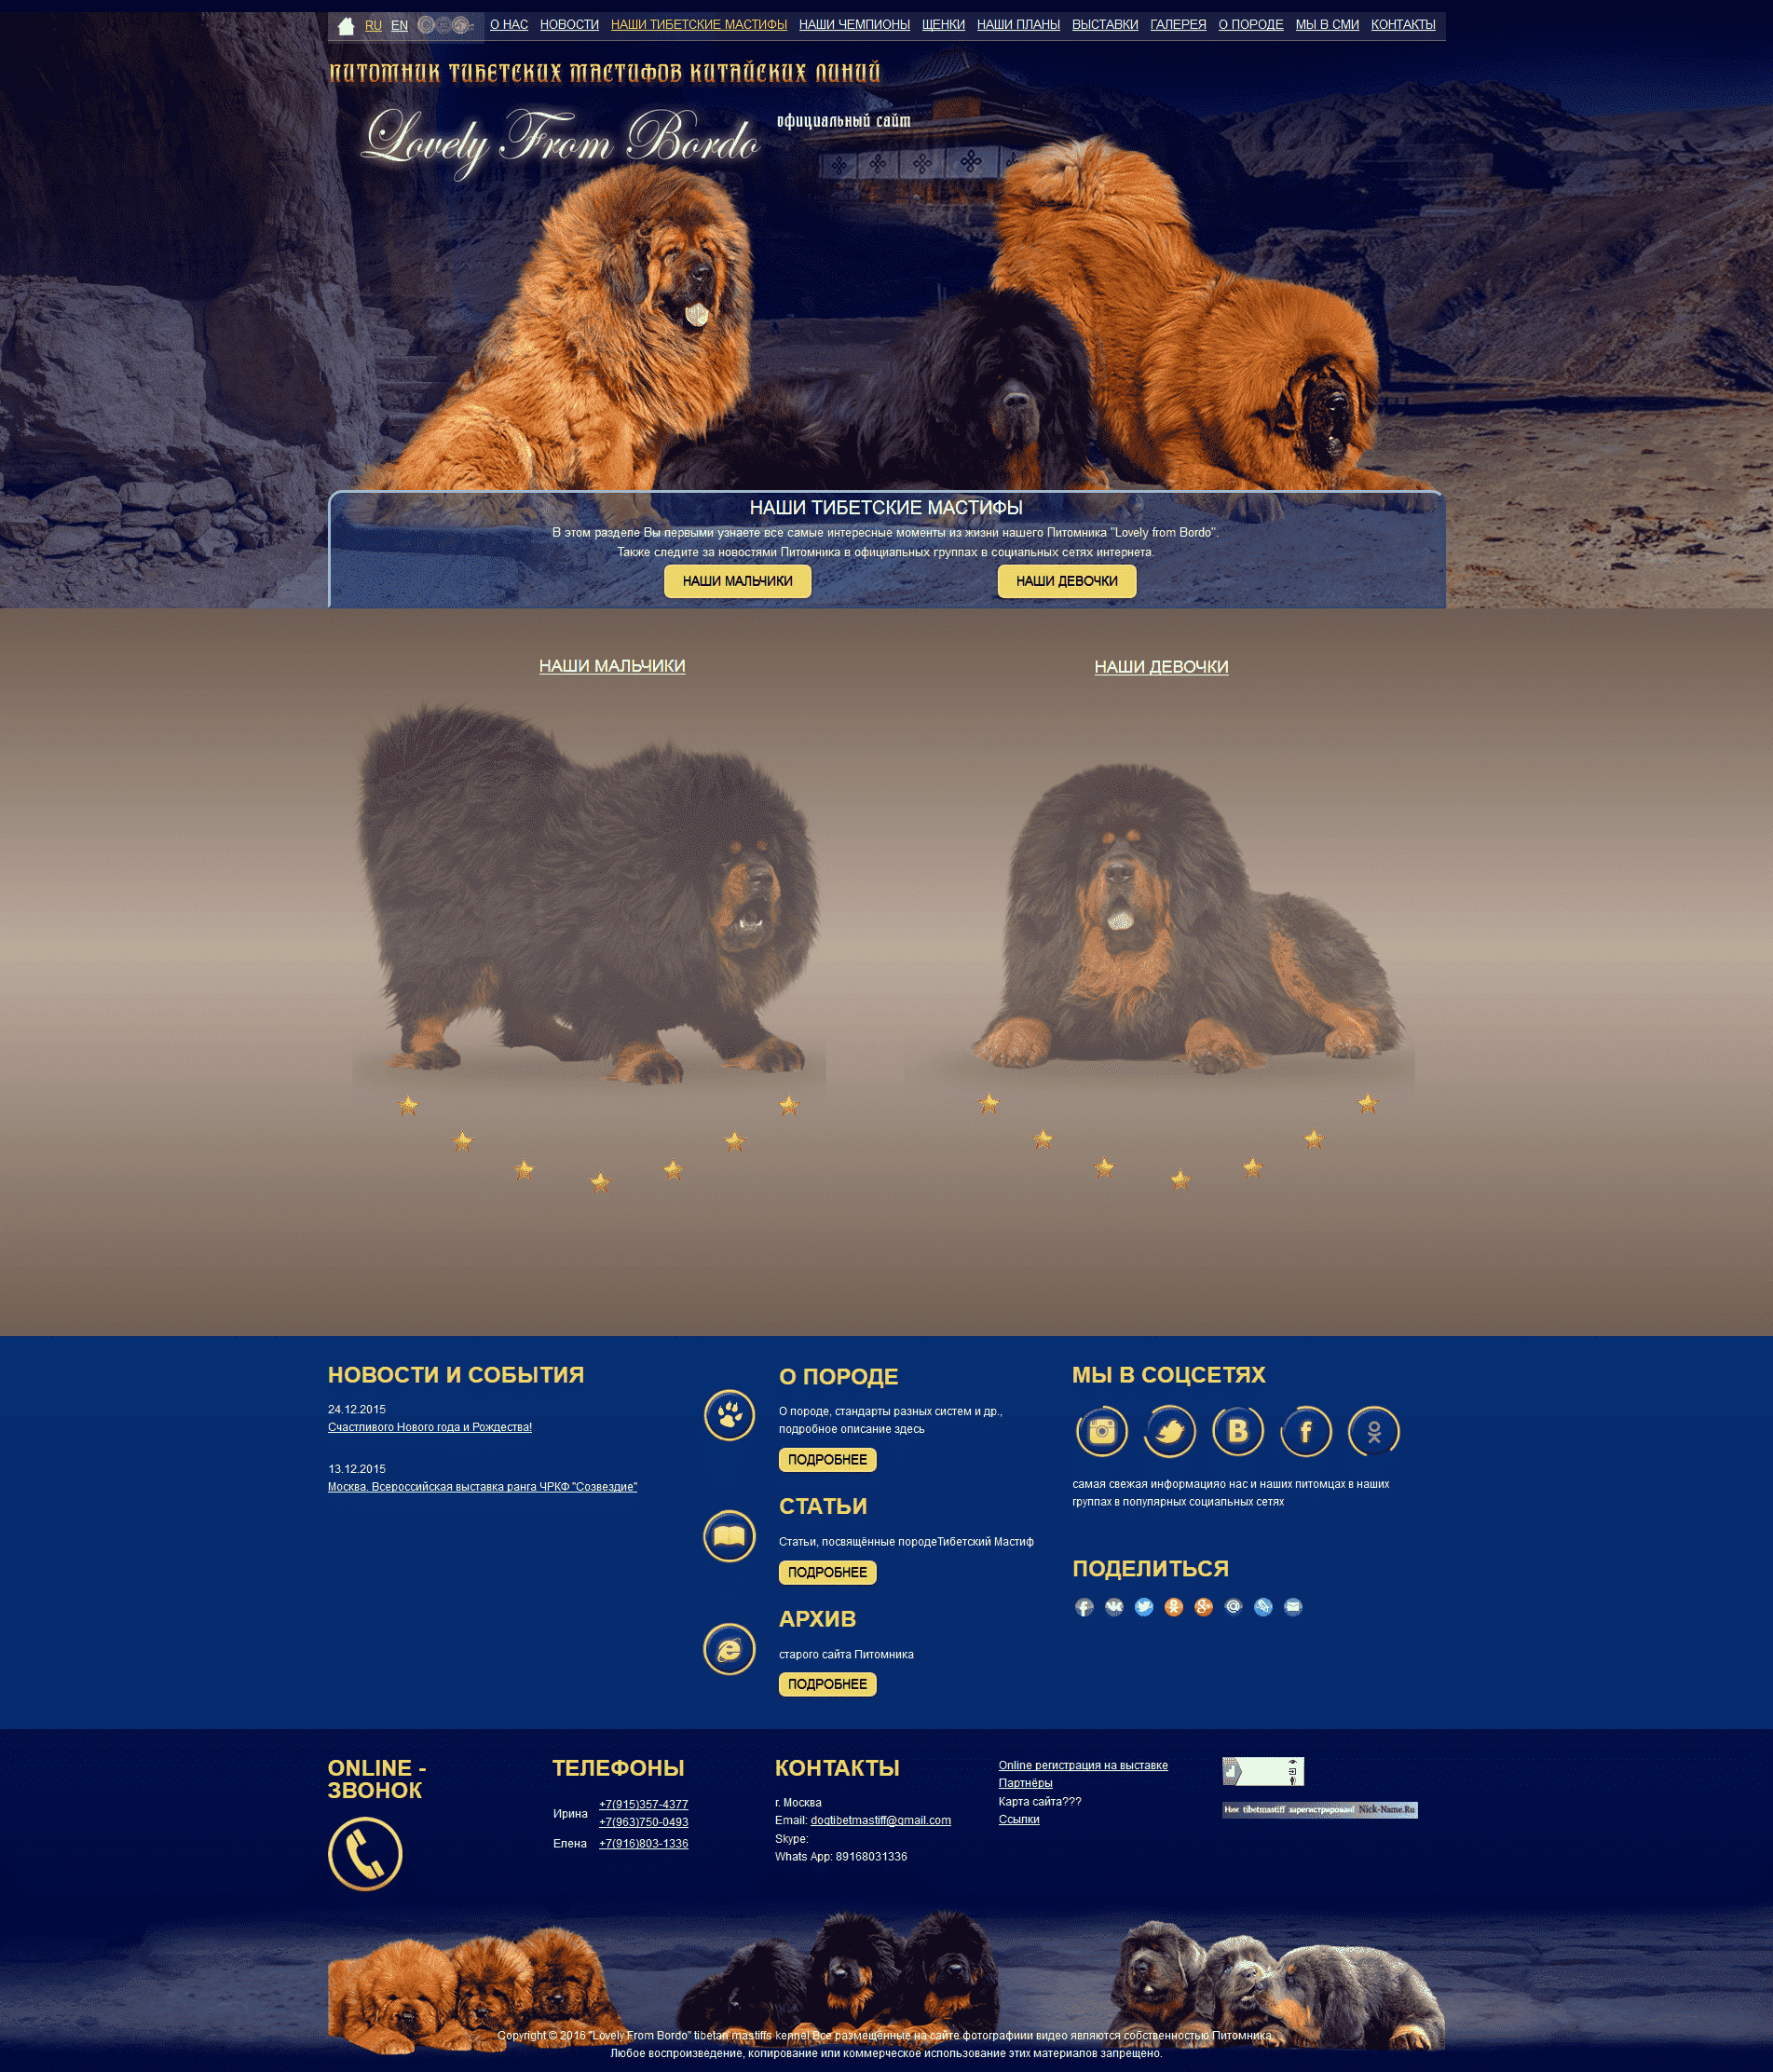 RU EN О НАС НОВОСТИ НАШИ ТИБЕТСКИЕ МАСТИФЫ НАШИ ЧЕМПИОНЫ ЩЕНКИ НАШИ ПЛАНЫ ВЫСТАВКИ ГАЛЕРЕЯ О ПОРОДЕ МЫ В СМИ КОНТАКТЫ
ПИТОМНИК ТИБЕТСКИХ МАСТИФОВ КИТАЙСКИХ ЛИНИЙ
Lovely From Bordo
официальный сайт
НАШИ ТИБЕТСКИЕ МАСТИФЫ
В этом разделе Вы первыми узнаете все самые интересные моменты из жизни нашего Питомника "Lovely from Bordo".
Также следите за новостями Питомника в официальных группах в социальных сетях интернета.
НАШИ МАЛЬЧИКИ НАШИ ДЕВОЧКИ
НАШИ МАЛЬЧИКИ НАШИ ДЕВОЧКИ
НОВОСТИ И СОБЫТИЯ
24.12.2015
Счастливого Нового года и Рождества!
13.12.2015
Москва. Всероссийская выставка ранга ЧРКФ "Созвездие"
О ПОРОДЕ
О породе, стандарты разных систем и др.,
подробное описание здесь
ПОДРОБНЕЕ
СТАТЬИ
Статьи, посвящённые породеТибетский Мастиф
ПОДРОБНЕЕ
АРХИВ
старого сайта Питомника
ПОДРОБНЕЕ
МЫ В СОЦСЕТЯХ
самая свежая информацияо нас и наших питомцах в наших
группах в популярных социальных сетях
ПОДЕЛИТЬСЯ
ONLINE -
ЗВОНОК
ТЕЛЕФОНЫ
Ирина +7(915)357-4377
+7(963)750-0493
Елена +7(916)803-1336
КОНТАКТЫ
г. Москва
Email: dogtibetmastiff@gmail.com
Skype:
Whats App: 89168031336
Online регистрация на выставке
Партнёры
Карта сайта???
Ссылки
Ник tibetmastiff зарегистрирован! Nick-Name.Ru
Copyright © 2016 "Lovely From Bordo" tibetan mastiffs kennel Все размещённые на сайте фотографиии видео являются собственностью Питомника.
Любое воспроизведение, копирование или коммерческое использование этих материалов запрещено.